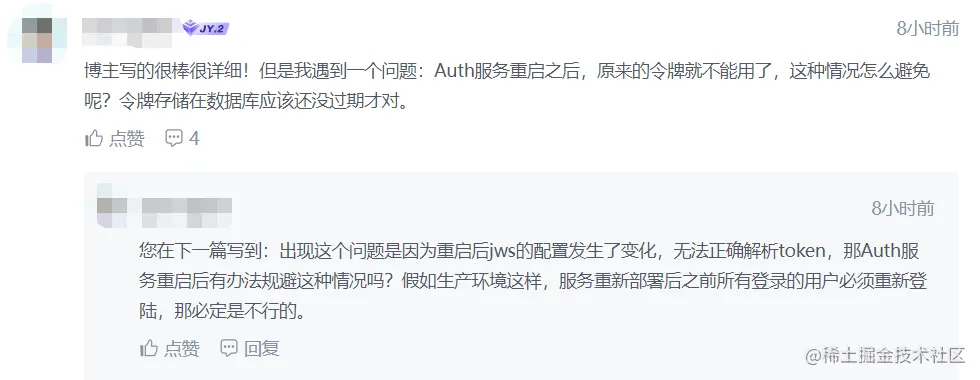 JY.2
8小时前
博主写的很棒很详细！但是我遇到一个问题：Auth服务重启之后，原来的令牌就不能用了，这种情况怎么避免
呢？令牌存储在数据库应该还没过期才对。
点赞 4
8小时前
您在下一篇写到：出现这个问题是因为重启后jws的配置发生了变化，无法正确解析token，那Auth服
务重启后有办法规避这种情况吗？假如生产环境这样，服务重新部署后之前所有登录的用户必须重新登
陆，那必定是不行的。
点赞 回复
@稀土掘金技术社区